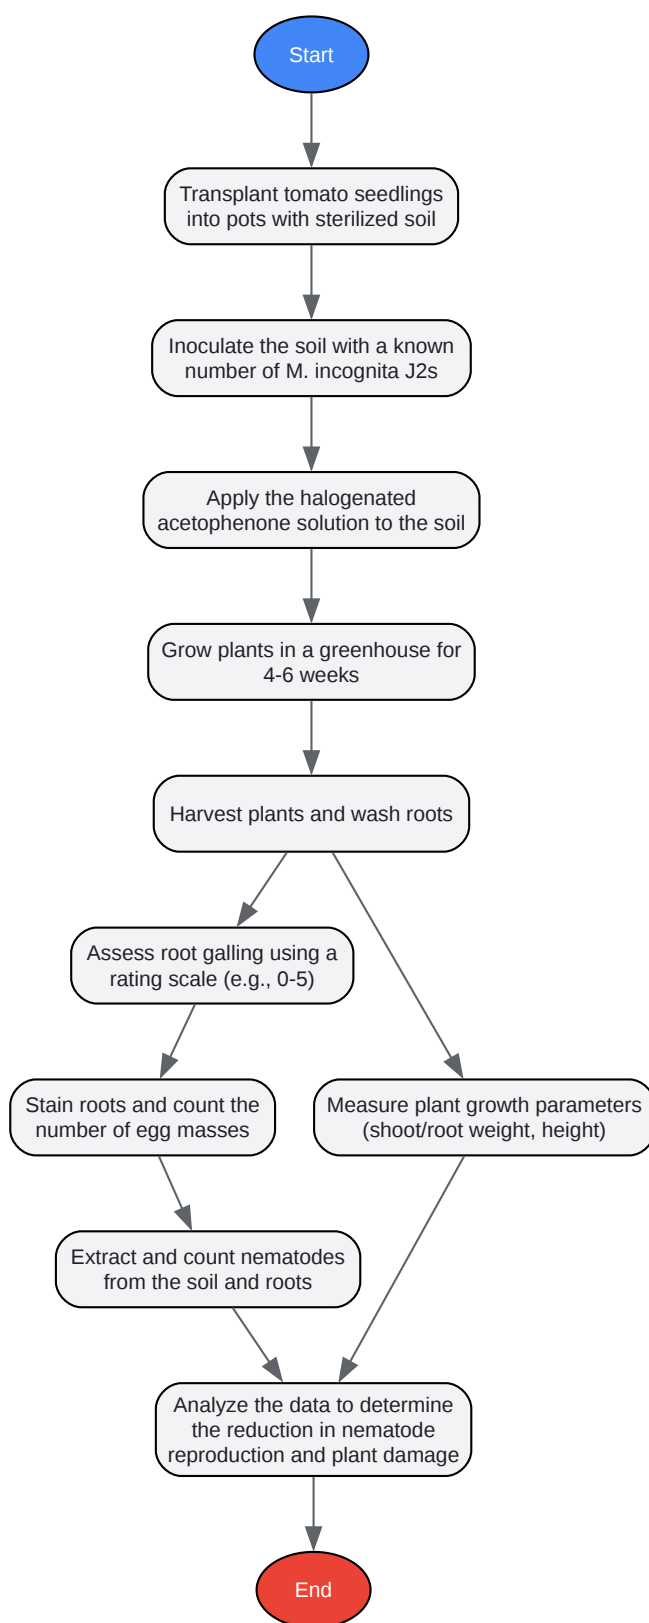 Start
Transplant tomato seedlings
into pots with sterilized soil
Inoculate the soil with a known
number of M. incognita J2s
Apply the halogenated
acetophenone solution to the soil
Grow plants in a greenhouse for
4-6 weeks
Harvest plants and wash roots
Assess root galling using a
rating scale (e.g., 0-5)
Stain roots and count the
number of egg masses
Measure plant growth parameters
(shoot/root weight, height)
Extract and count nematodes
from the soil and roots
Analyze the data to determine
the reduction in nematode
reproduction and plant damage
End